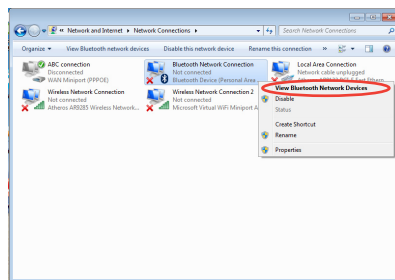 « Network and Internet ▸ Network Connections ▸
Search Network Connections
Organize ▾ View Bluetooth network devices Disable this network device Rename this connection »
ABC connection
Disconnected
WAN Miniport (PPPOE)
Bluetooth Network Connection
Not connected
Bluetooth Device (Personal Area ...
Local Area Connection
Network cable unplugged
Wireless Network Connection
Not connected
Atheros AR9285 Wireless Network...
Wireless Network Connection 2
Not connected
Microsoft Virtual WiFi Miniport A...
View Bluetooth Network Devices
Disable
Status
Create Shortcut
Rename
Properties